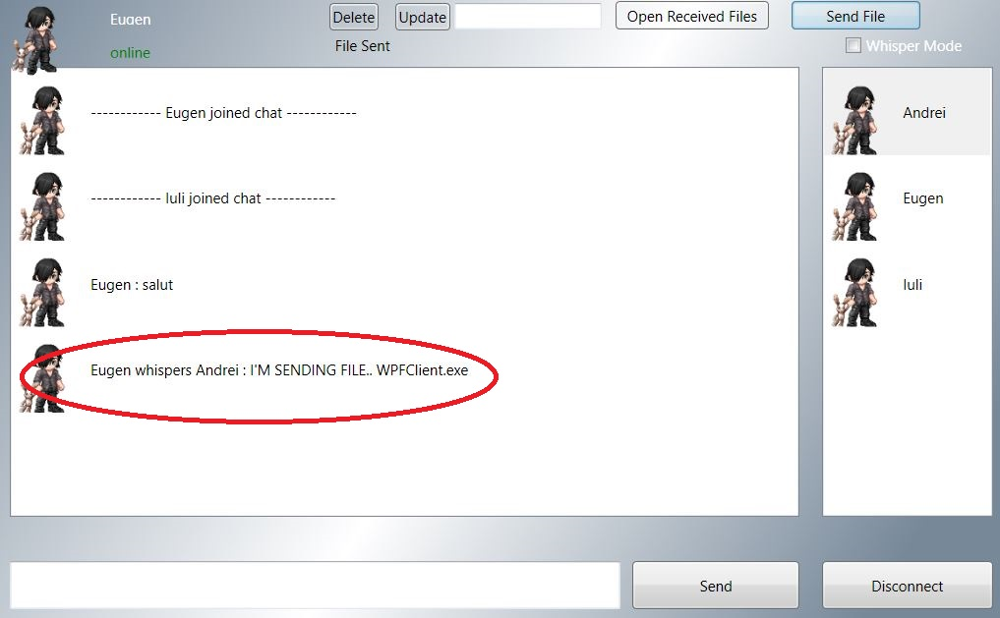 Eugen
online
Delete
Update
Open Received Files
Send File
File Sent
Whisper Mode
------------ Eugen joined chat ------------
------------ Iuli joined chat ------------
Eugen : salut
Eugen whispers Andrei : I'M SENDING FILE.. WPFClient.exe
Andrei
Eugen
Iuli
Send
Disconnect